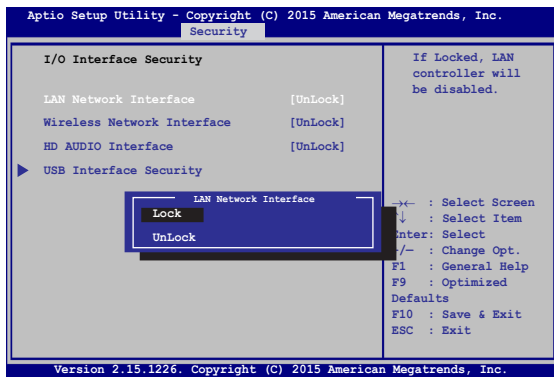 Aptio Setup Utility - Copyright (C) 2015 American Megatrends, Inc.
Security
I/O Interface Security
LAN Network Interface [UnLock]
Wireless Network Interface [UnLock]
HD AUDIO Interface [UnLock]
USB Interface Security
LAN Network Interface
Lock
UnLock
If Locked, LAN
controller will
be disabled.
→← : Select Screen
↑↓ : Select Item
Enter: Select
+/— : Change Opt.
F1 : General Help
F9 : Optimized
Defaults
F10 : Save & Exit
ESC : Exit
Version 2.15.1226. Copyright (C) 2015 American Megatrends, Inc.